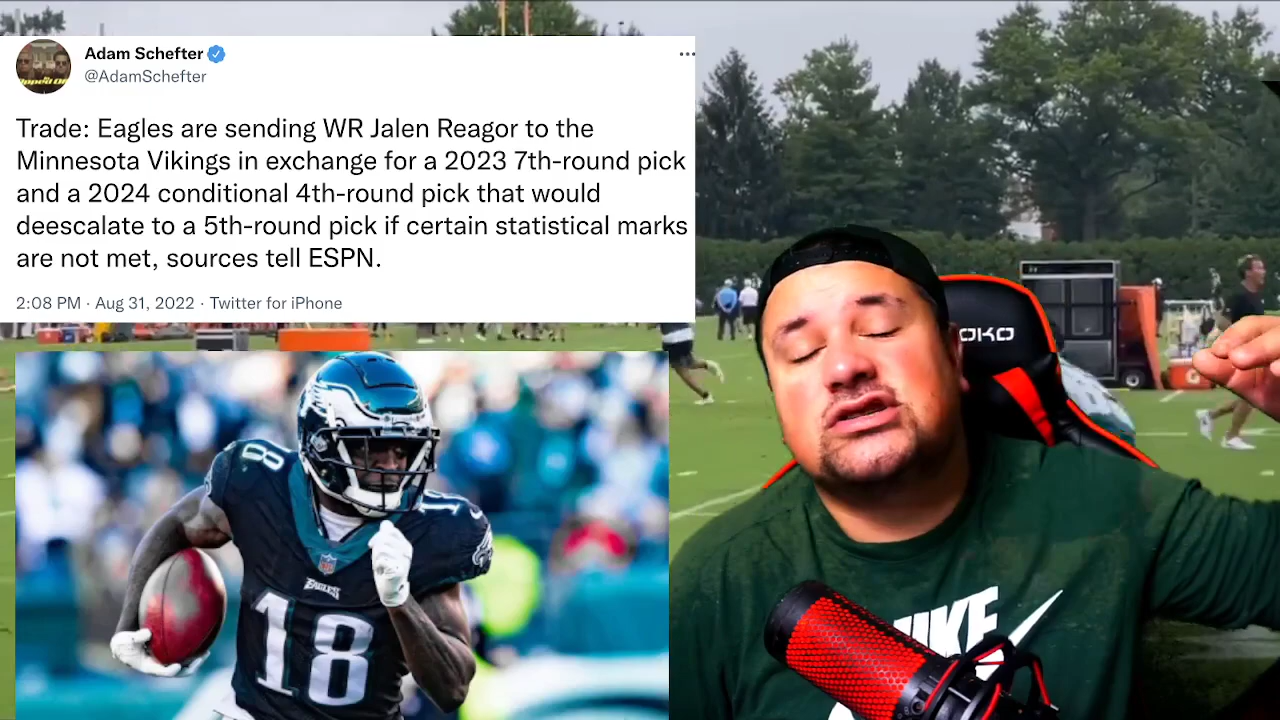 Adam Schefter
@AdamSchefter
Trade: Eagles are sending WR Jalen Reagor to the
Minnesota Vikings in exchange for a 2023 7th-round pick
and a 2024 conditional 4th-round pick that would
deescalate to a 5th-round pick if certain statistical marks
are not met, sources tell ESPN.
2:08 PM · Aug 31, 2022 · Twitter for iPhone
OKO
18
18
EAGLES
18
NIKE